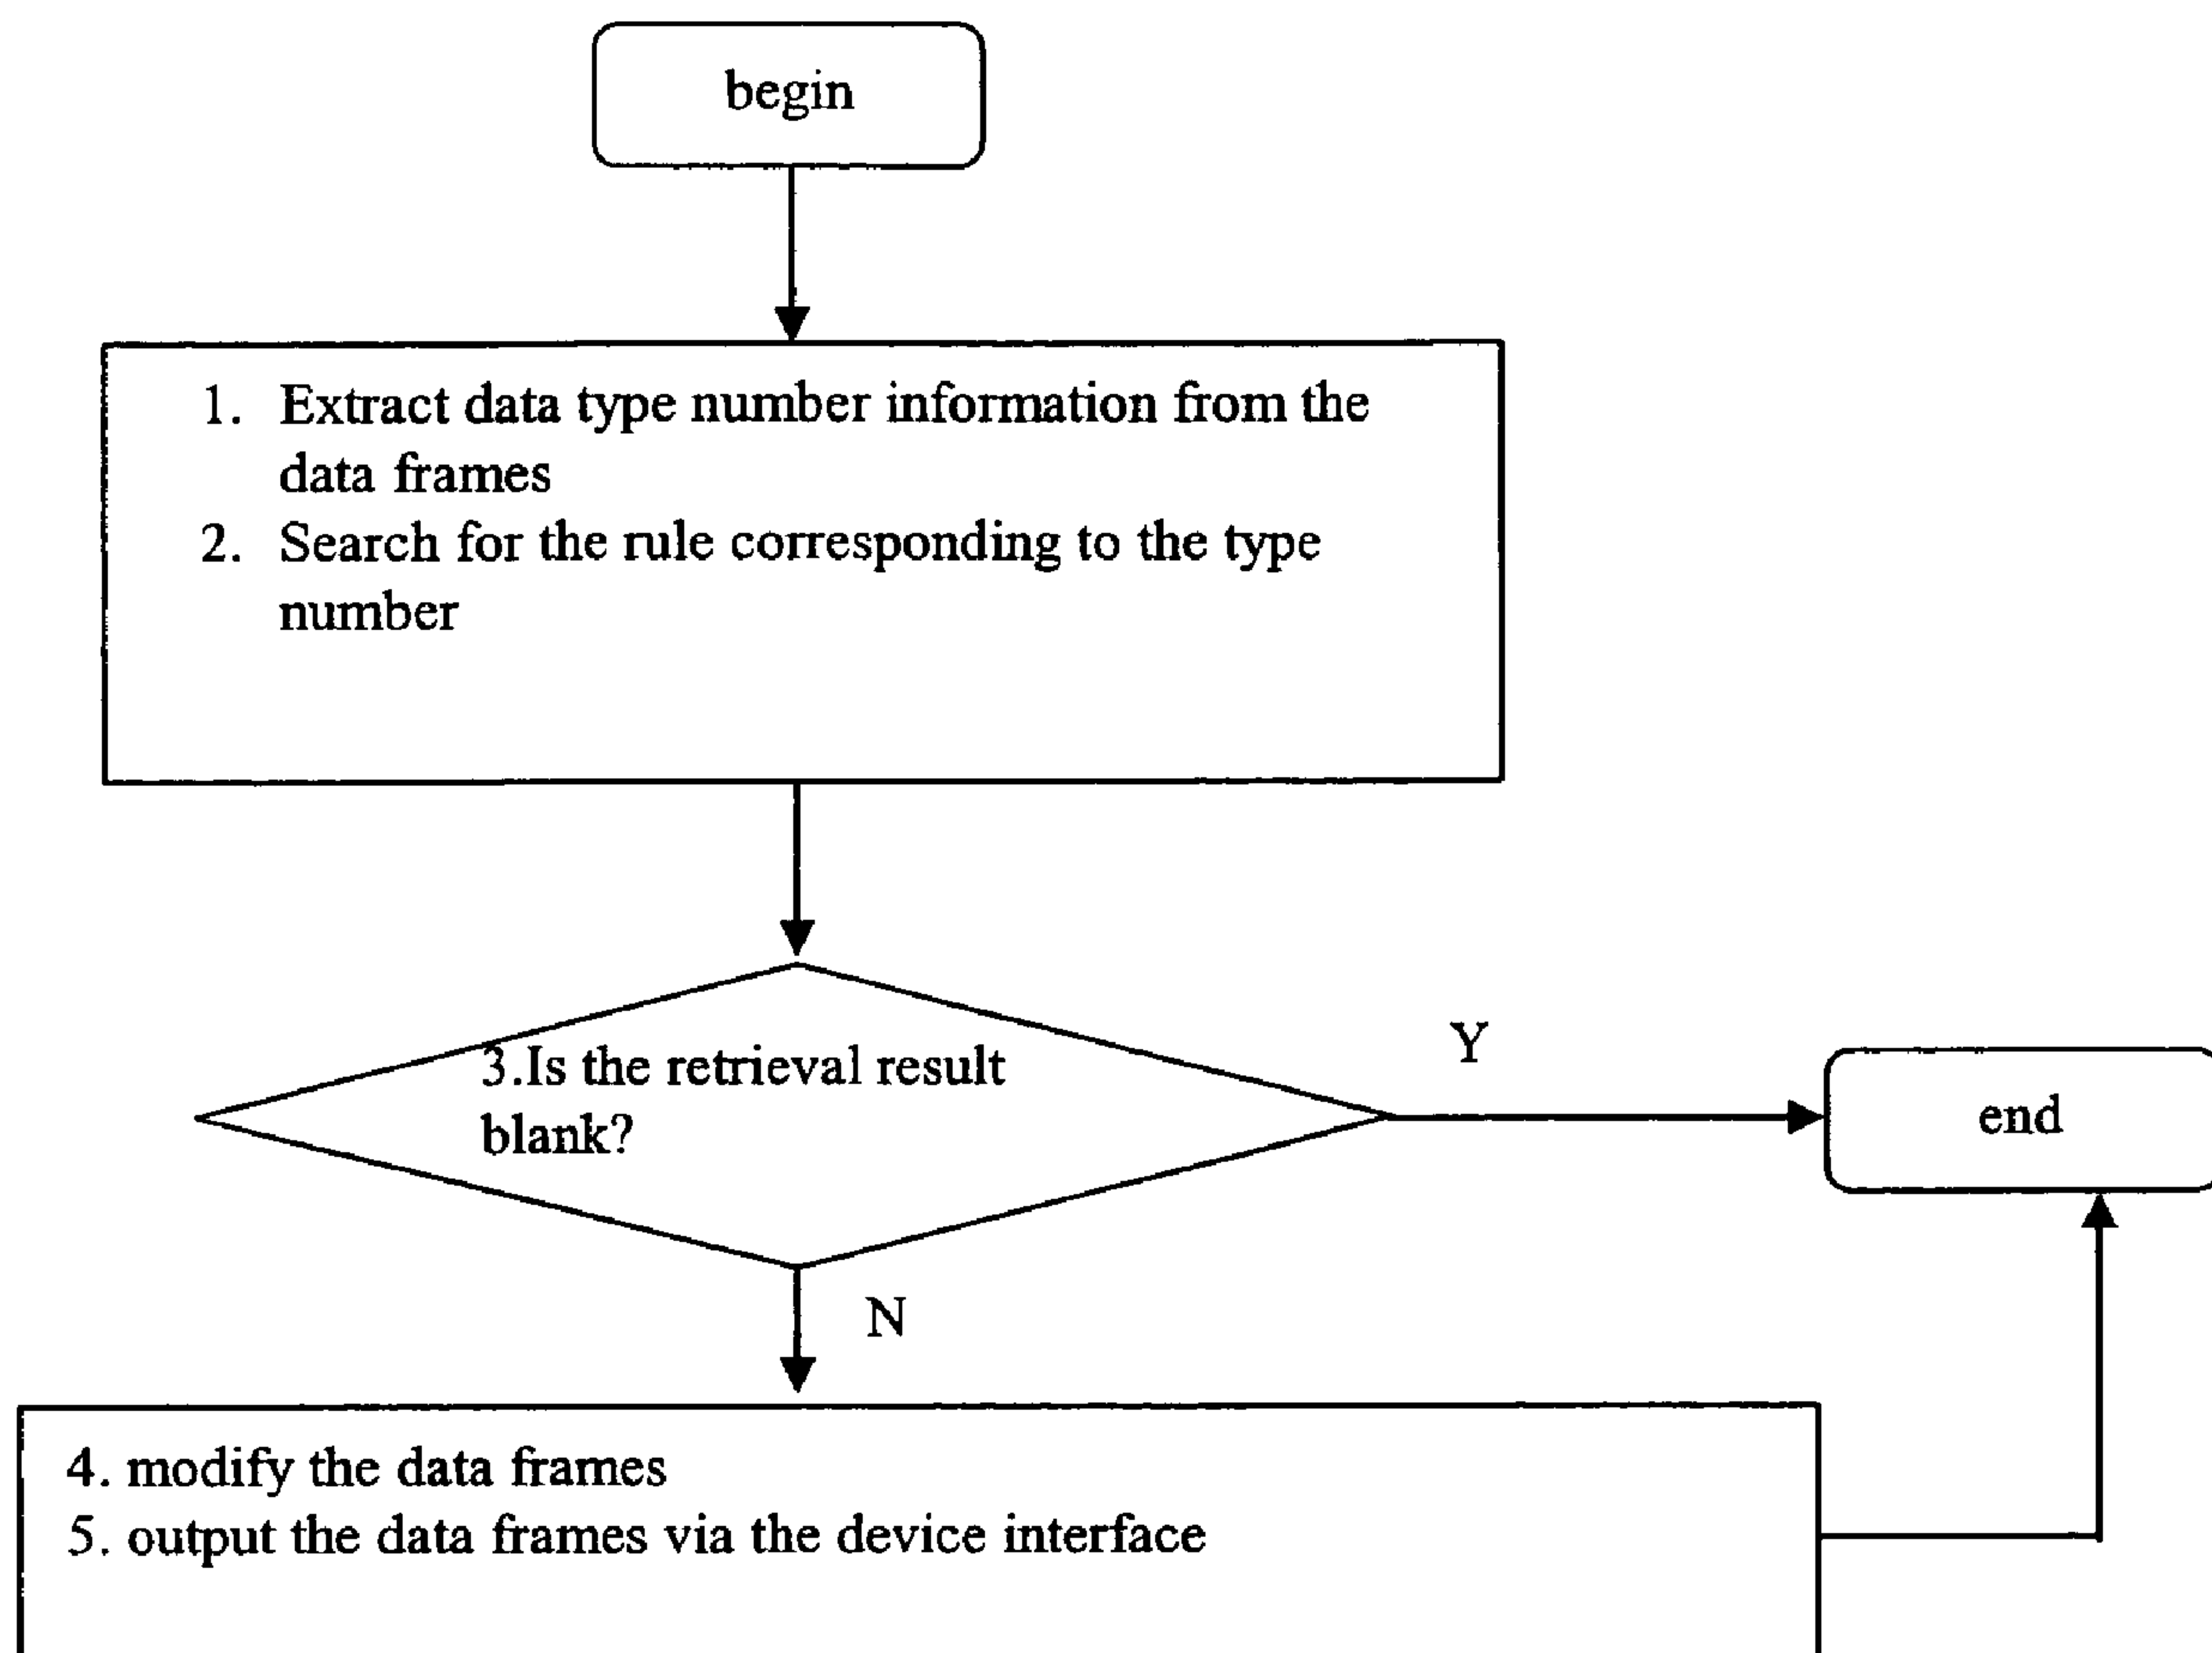 begin
1. Extract data type number information from the
data frames
2. Search for the rule corresponding to the type
number
3.Is the retrieval result
blank?
Y
end
N
4. modify the data frames
5. output the data frames via the device interface